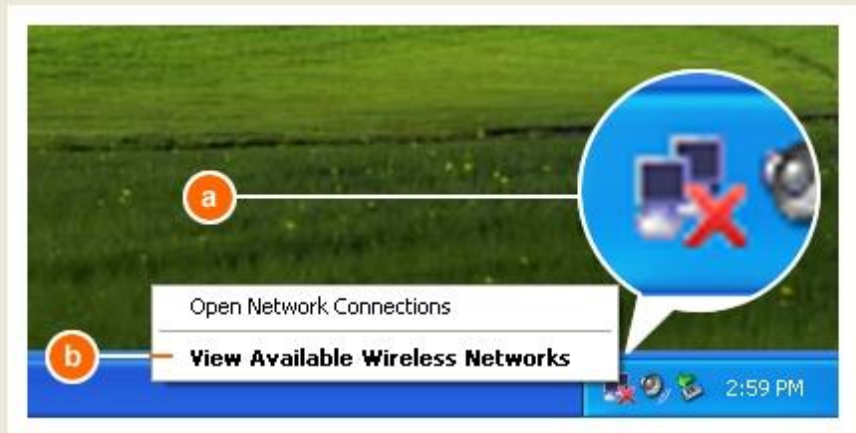 a
Open Network Connections
b
View Available Wireless Networks
2:59 PM